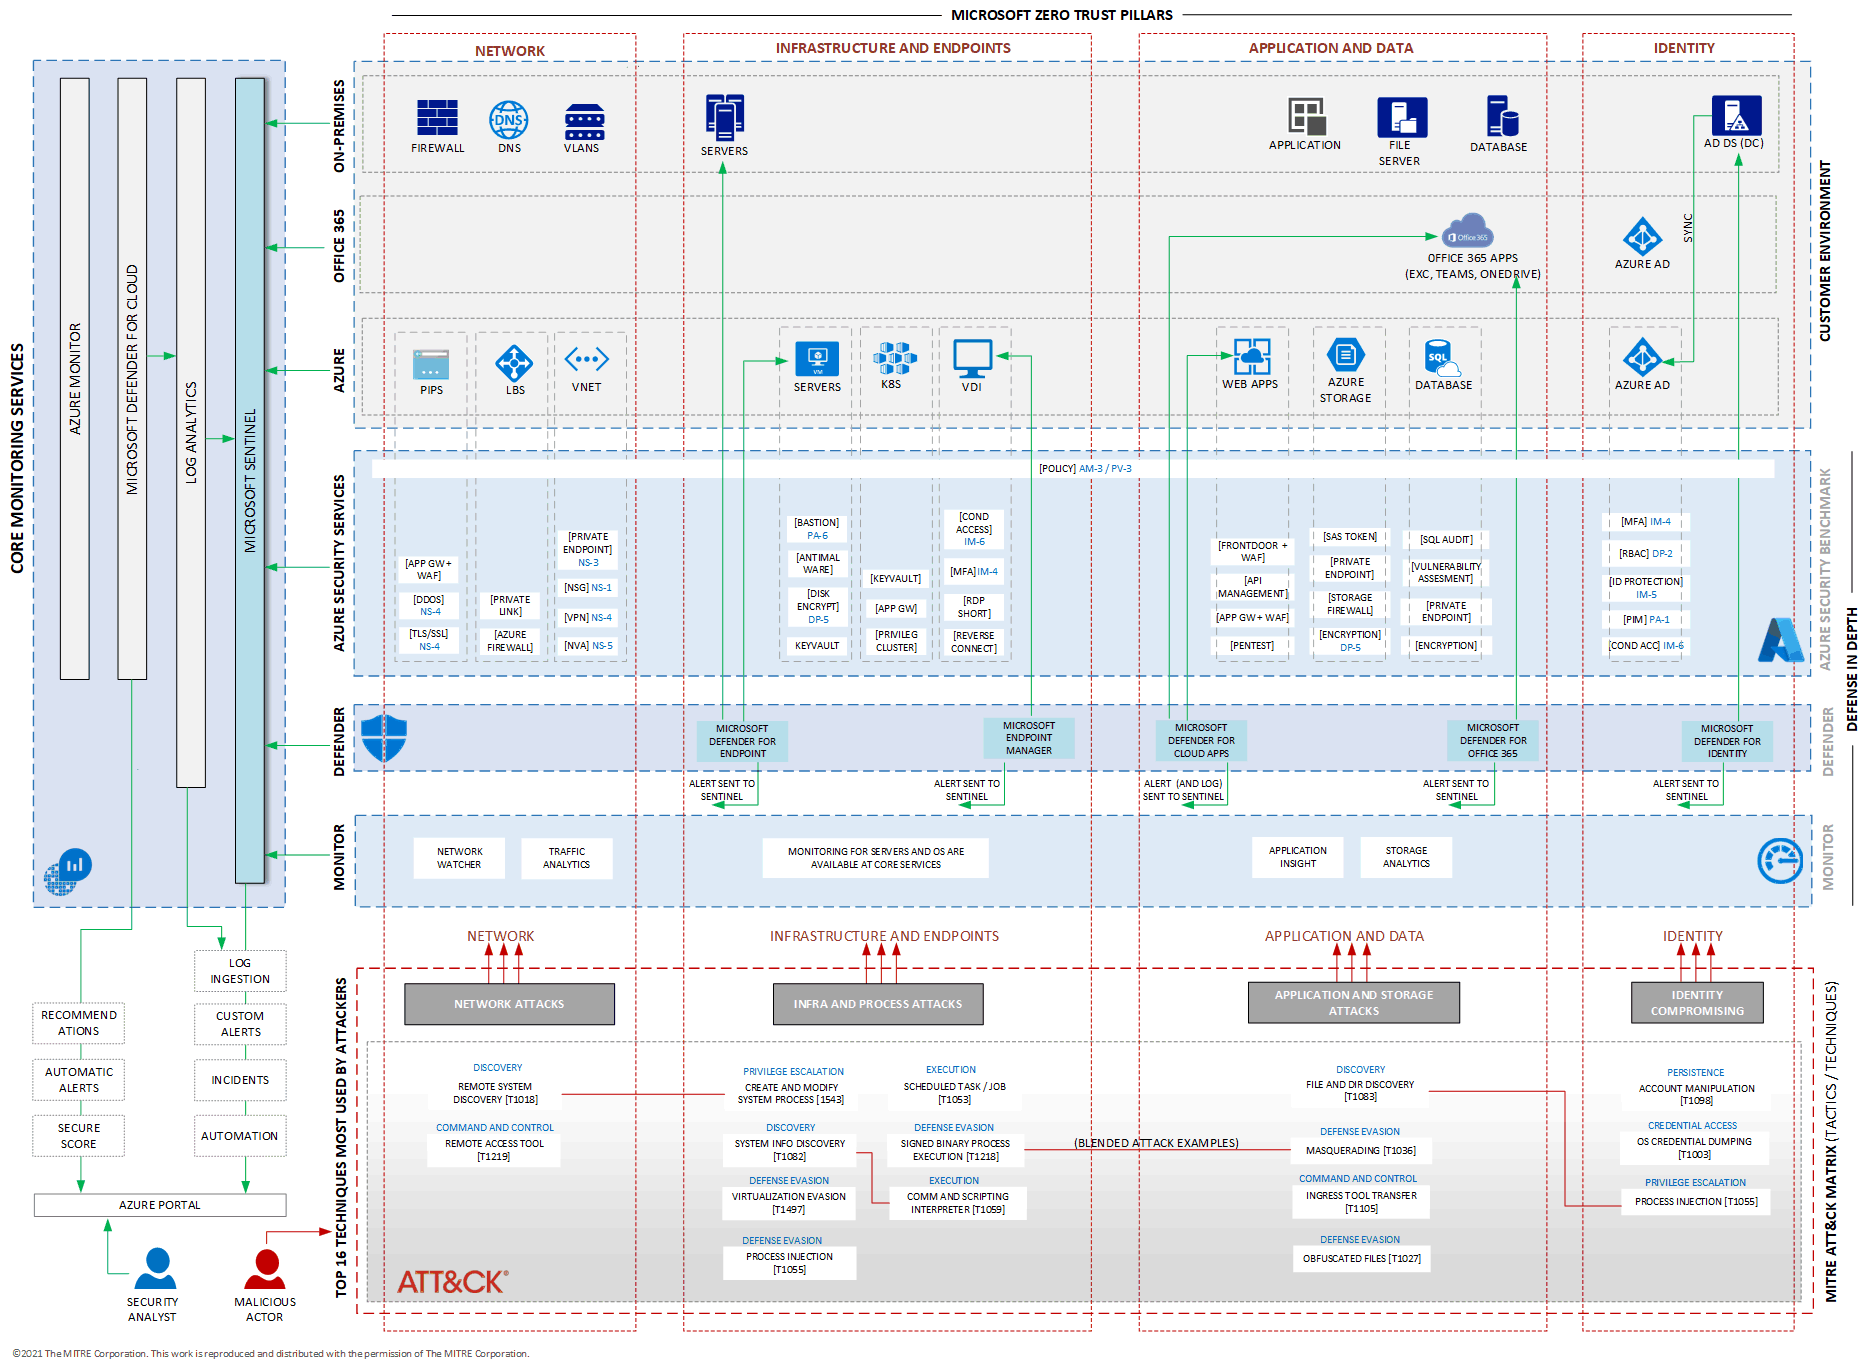 MICROSOFT ZERO TRUST PILLARS
NETWORK
INFRASTRUCTURE AND ENDPOINTS
APPLICATION AND DATA
IDENTITY
CORE MONITORING SERVICES
AZURE MONITOR
MICROSOFT DEFENDER FOR CLOUD
LOG ANALYTICS
MICROSOFT SENTINEL
ON-PREMISES
FIREWALL
DNS
DNS
VLANS
SERVERS
APPLICATION
FILE
SERVER
DATABASE
AD DS (DC)
CUSTOMER ENVIRONMENT
OFFICE 365
Office 365
OFFICE 365 APPS
(EXC, TEAMS, ONEDRIVE)
AZURE AD
SYNC
AZURE
PIPS
LBS
VNET
VM
SERVERS
K8S
VDI
WEB APPS
AZURE
STORAGE
SQL
DATABASE
AZURE AD
AZURE SECURITY SERVICES
[POLICY] AM-3 / PV-3
[APP GW +
WAF]
[DDOS]
NS-4
[TLS/SSL]
NS-4
[PRIVATE
LINK]
[AZURE
FIREWALL]
[PRIVATE
ENDPOINT]
NS-3
[NSG] NS-1
[VPN] NS-4
[NVA] NS-5
[BASTION]
PA-6
[ANTIMAL
WARE]
[DISK
ENCRYPT]
DP-5
KEYVAULT
[KEYVAULT]
[APP GW]
[PRIVILEG
CLUSTER]
[COND
ACCESS]
IM-6
[MFA] IM-4
[RDP
SHORT]
[REVERSE
CONNECT]
[FRONTDOOR +
WAF]
[API
MANAGEMENT]
[APP GW + WAF]
[PENTEST]
[SAS TOKEN]
[PRIVATE
ENDPOINT]
[STORAGE
FIREWALL]
[ENCRYPTION]
DP-5
[SQL AUDIT]
[VULNERABILITY
ASSESMENT]
[PRIVATE
ENDPOINT]
[ENCRYPTION]
[MFA] IM-4
[RBAC] DP-2
[ID PROTECTION]
IM-5
[PIM] PA-1
[COND ACC] IM-6
AZURE SECURITY BENCHMARK
DEFENSE IN DEPTH
DEFENDER
MICROSOFT
DEFENDER FOR
ENDPOINT
MICROSOFT
ENDPOINT
MANAGER
MICROSOFT
DEFENDER FOR
CLOUD APPS
MICROSOFT
DEFENDER FOR
OFFICE 365
MICROSOFT
DEFENDER FOR
IDENTITY
DEFENDER
ALERT SENT TO
SENTINEL
ALERT SENT TO
SENTINEL
ALERT (AND LOG)
SENT TO SENTINEL
ALERT SENT TO
SENTINEL
ALERT SENT TO
SENTINEL
MONITOR
NETWORK
WATCHER
TRAFFIC
ANALYTICS
MONITORING FOR SERVERS AND OS ARE
AVAILABLE AT CORE SERVICES
APPLICATION
INSIGHT
STORAGE
ANALYTICS
MONITOR
NETWORK
INFRASTRUCTURE AND ENDPOINTS
APPLICATION AND DATA
IDENTITY
LOG
INGESTION
RECOMMEND
ATIONS
CUSTOM
ALERTS
AUTOMATIC
ALERTS
INCIDENTS
SECURE
SCORE
AUTOMATION
AZURE PORTAL
SECURITY
ANALYST
MALICIOUS
ACTOR
TOP 16 TECHNIQUES MOST USED BY ATTACKERS
NETWORK ATTACKS
INFRA AND PROCESS ATTACKS
APPLICATION AND STORAGE
ATTACKS
IDENTITY
COMPROMISING
DISCOVERY
REMOTE SYSTEM
DISCOVERY [T1018]
COMMAND AND CONTROL
REMOTE ACCESS TOOL
[T1219]
PRIVILEGE ESCALATION
CREATE AND MODIFY
SYSTEM PROCESS [1543]
DISCOVERY
SYSTEM INFO DISCOVERY
[T1082]
DEFENSE EVASION
VIRTUALIZATION EVASION
[T1497]
DEFENSE EVASION
PROCESS INJECTION
[T1055]
EXECUTION
SCHEDULED TASK / JOB
[T1053]
DEFENSE EVASION
SIGNED BINARY PROCESS
EXECUTION [T1218]
EXECUTION
COMM AND SCRIPTING
INTERPRETER [T1059]
(BLENDED ATTACK EXAMPLES)
DISCOVERY
FILE AND DIR DISCOVERY
[T1083]
DEFENSE EVASION
MASQUERADING [T1036]
COMMAND AND CONTROL
INGRESS TOOL TRANSFER
[T1105]
DEFENSE EVASION
OBFUSCATED FILES [T1027]
PERSISTENCE
ACCOUNT MANIPULATION
[T1098]
CREDENTIAL ACCESS
OS CREDENTIAL DUMPING
[T1003]
PRIVILEGE ESCALATION
PROCESS INJECTION [T1055]
MITRE ATT&CK MATRIX (TACTICS / TECHNIQUES)
ATT&CK®
©2021 The MITRE Corporation. This work is reproduced and distributed with the permission of The MITRE Corporation.